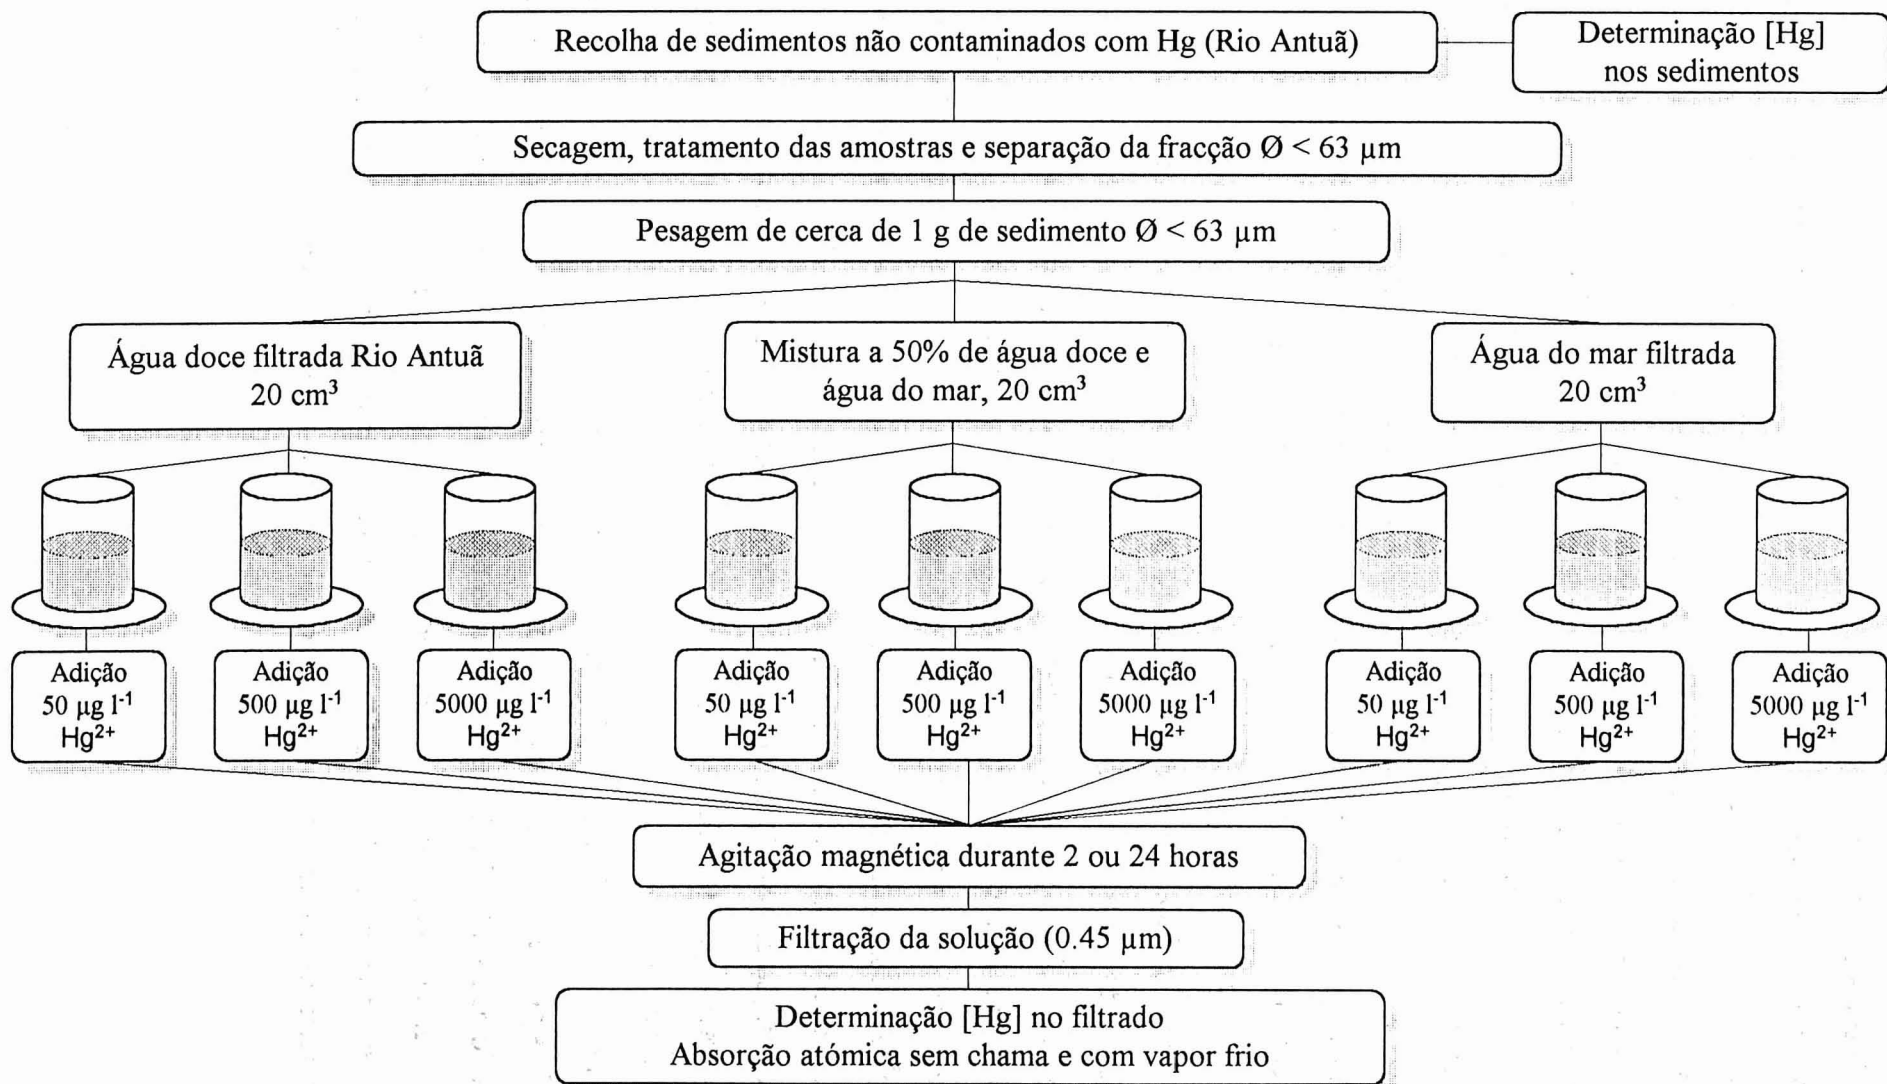 Recolha de sedimentos não contaminados com Hg (Rio Antuã)
Determinação [Hg]
nos sedimentos
Secagem, tratamento das amostras e separação da fracção Ø < 63 µm
Pesagem de cerca de 1 g de sedimento Ø < 63 µm
Água doce filtrada Rio Antuã
20 cm³
Mistura a 50% de água doce e
água do mar, 20 cm³
Água do mar filtrada
20 cm³
Adição
50 µg l⁻¹
Hg²⁺
Adição
500 µg l⁻¹
Hg²⁺
Adição
5000 µg l⁻¹
Hg²⁺
Adição
50 µg l⁻¹
Hg²⁺
Adição
500 µg l⁻¹
Hg²⁺
Adição
5000 µg l⁻¹
Hg²⁺
Adição
50 µg l⁻¹
Hg²⁺
Adição
500 µg l⁻¹
Hg²⁺
Adição
5000 µg l⁻¹
Hg²⁺
Agitação magnética durante 2 ou 24 horas
Filtração da solução (0.45 µm)
Determinação [Hg] no filtrado
Absorção atómica sem chama e com vapor frio